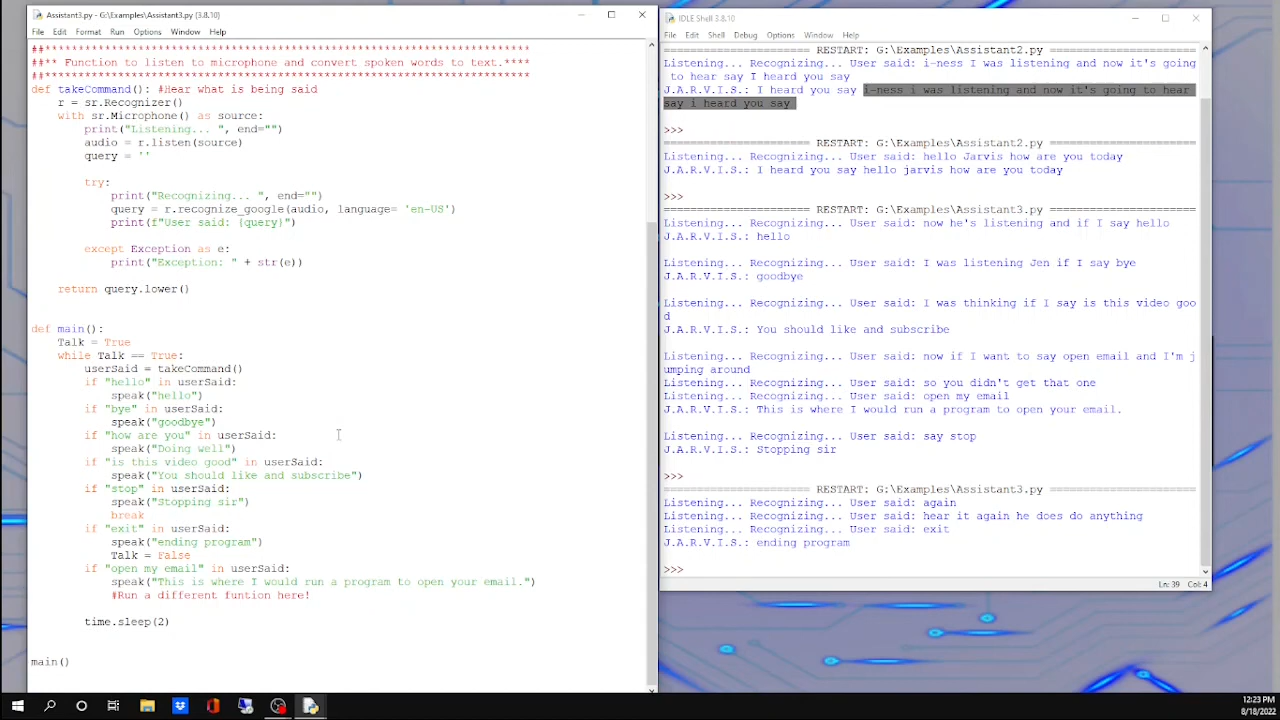 Assistant3.py - G:\Examples\Assistant3.py (3.8.10)
File Edit Format Run Options Window Help
##*********************************************************************
##** Function to listen to microphone and convert spoken words to text.****
##*********************************************************************
def takeCommand(): #Hear what is being said
r = sr.Recognizer()
with sr.Microphone() as source:
print("Listening... ", end="")
audio = r.listen(source)
query = ''
try:
print("Recognizing... ", end="")
query = r.recognize_google(audio, language= 'en-US')
print(f"User said: {query}")
except Exception as e:
print("Exception: " + str(e))
return query.lower()
def main():
Talk = True
while Talk == True:
userSaid = takeCommand()
if "hello" in userSaid:
speak("hello")
if "bye" in userSaid:
speak("goodbye")
if "how are you" in userSaid:
speak("Doing well")
if "is this video good" in userSaid:
speak("You should like and subscribe")
if "stop" in userSaid:
speak("Stopping sir")
break
if "exit" in userSaid:
speak("ending program")
Talk = False
if "open my email" in userSaid:
speak("This is where I would run a program to open your email.")
#Run a different funtion here!
time.sleep(2)
main()
IDLE Shell 3.8.10
File Edit Shell Debug Options Window Help
====================== RESTART: G:\Examples\Assistant2.py ======================
Listening... Recognizing... User said: i-ness I was listening and now it's going
to hear say I heard you say
J.A.R.V.I.S.: I heard you say i-ness i was listening and now it's going to hear
say i heard you say
>>>
====================== RESTART: G:\Examples\Assistant2.py ======================
Listening... Recognizing... User said: hello Jarvis how are you today
J.A.R.V.I.S.: I heard you say hello jarvis how are you today
>>>
====================== RESTART: G:\Examples\Assistant3.py ======================
Listening... Recognizing... User said: now he's listening and if I say hello
J.A.R.V.I.S.: hello
Listening... Recognizing... User said: I was listening Jen if I say bye
J.A.R.V.I.S.: goodbye
Listening... Recognizing... User said: I was thinking if I say is this video goo
d
J.A.R.V.I.S.: You should like and subscribe
Listening... Recognizing... User said: now if I want to say open email and I'm j
umping around
Listening... Recognizing... User said: so you didn't get that one
Listening... Recognizing... User said: open my email
J.A.R.V.I.S.: This is where I would run a program to open your email.
Listening... Recognizing... User said: say stop
J.A.R.V.I.S.: Stopping sir
>>>
====================== RESTART: G:\Examples\Assistant3.py ======================
Listening... Recognizing... User said: again
Listening... Recognizing... User said: hear it again he does do anything
Listening... Recognizing... User said: exit
J.A.R.V.I.S.: ending program
>>>
Ln: 39 Col: 4
12:23 PM
8/18/2022